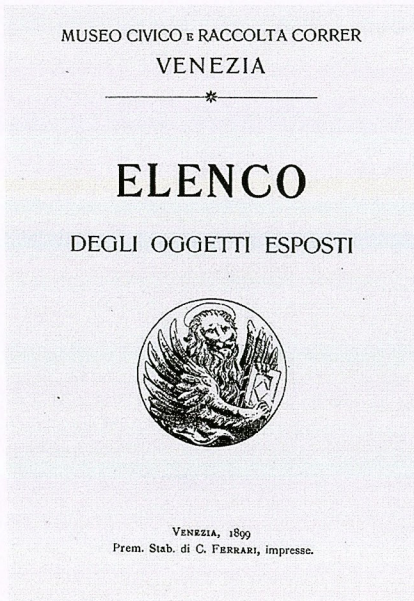 MUSEO CIVICO E RACCOLTA CORRER
VENEZIA
ELENCO
DEGLI OGGETTI ESPOSTI
VENEZIA, 1899
Prem. Stab. di C. FERRARI, impresse.